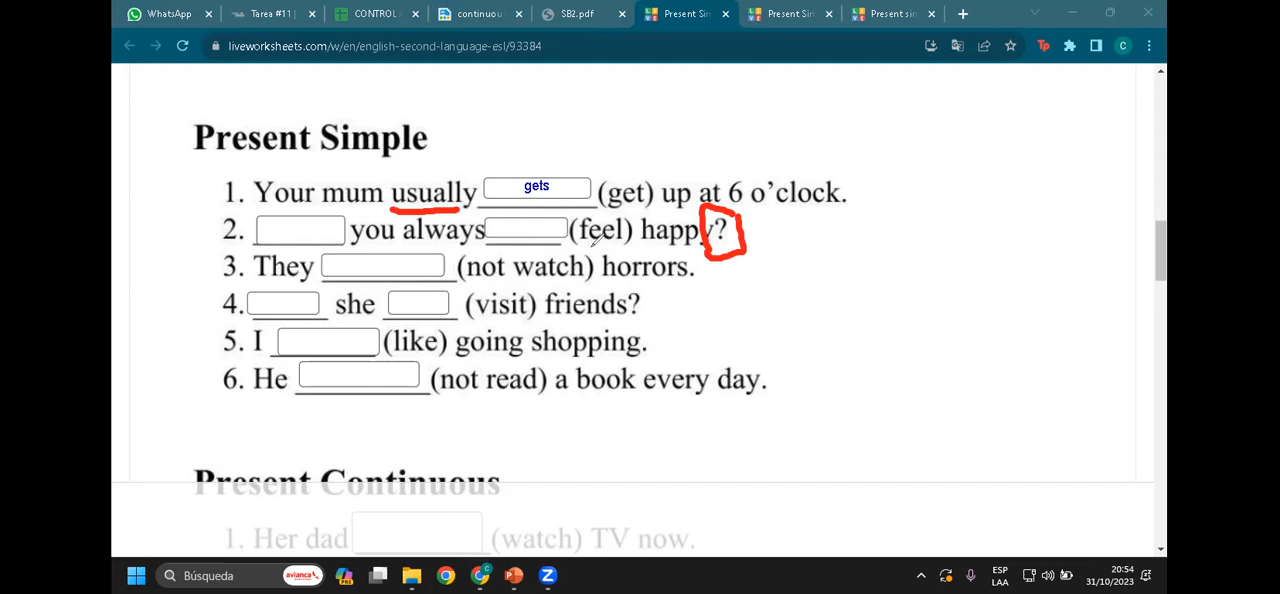 WhatsApp
Tarea #11 |
CONTROL
continuou
SB2.pdf
Present Sin
Present Sin
Present sin
liveworksheets.com/w/en/english-second-language-esl/93384
Present Simple
1. Your mum usually gets (get) up at 6 o'clock.
2. you always (feel) happy?
3. They (not watch) horrors.
4. she (visit) friends?
5. I (like) going shopping.
6. He (not read) a book every day.
Present Continuous
1. Her dad (watch) TV now.
Búsqueda
avianca
ESP
LAA
20:54
31/10/2023